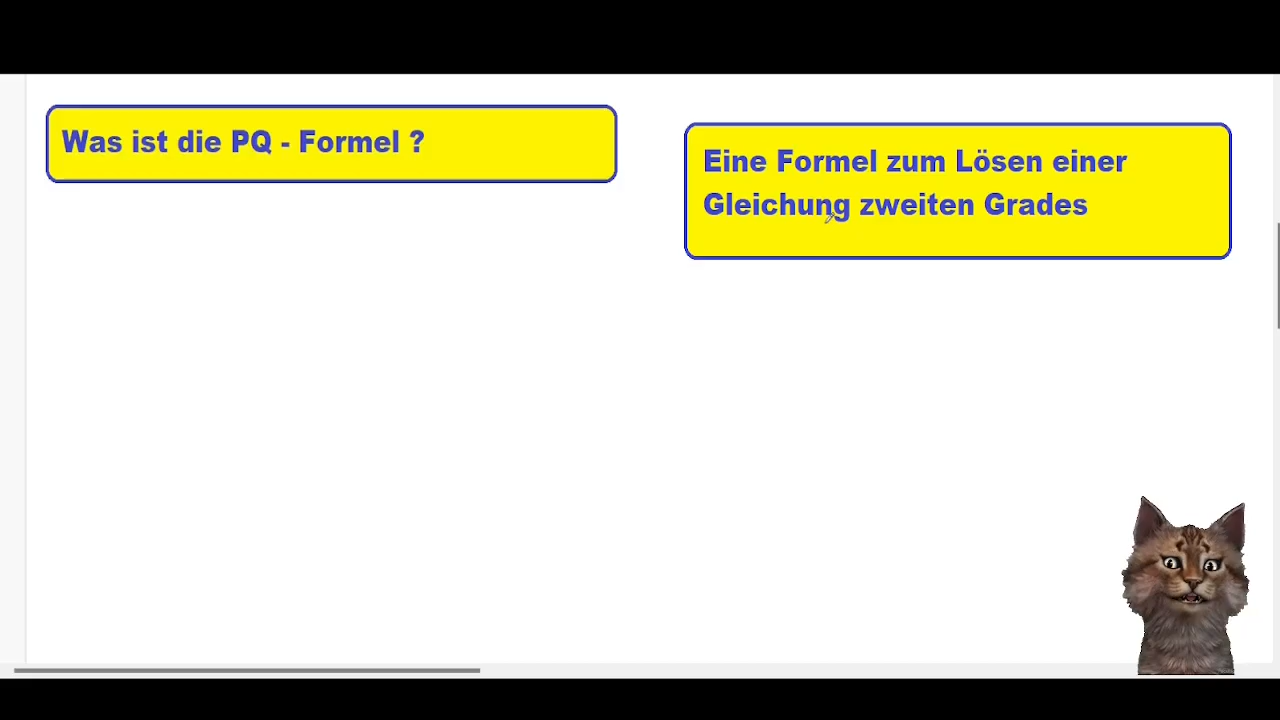 Was ist die PQ - Formel ?
Eine Formel zum Lösen einer
Gleichung zweiten Grades